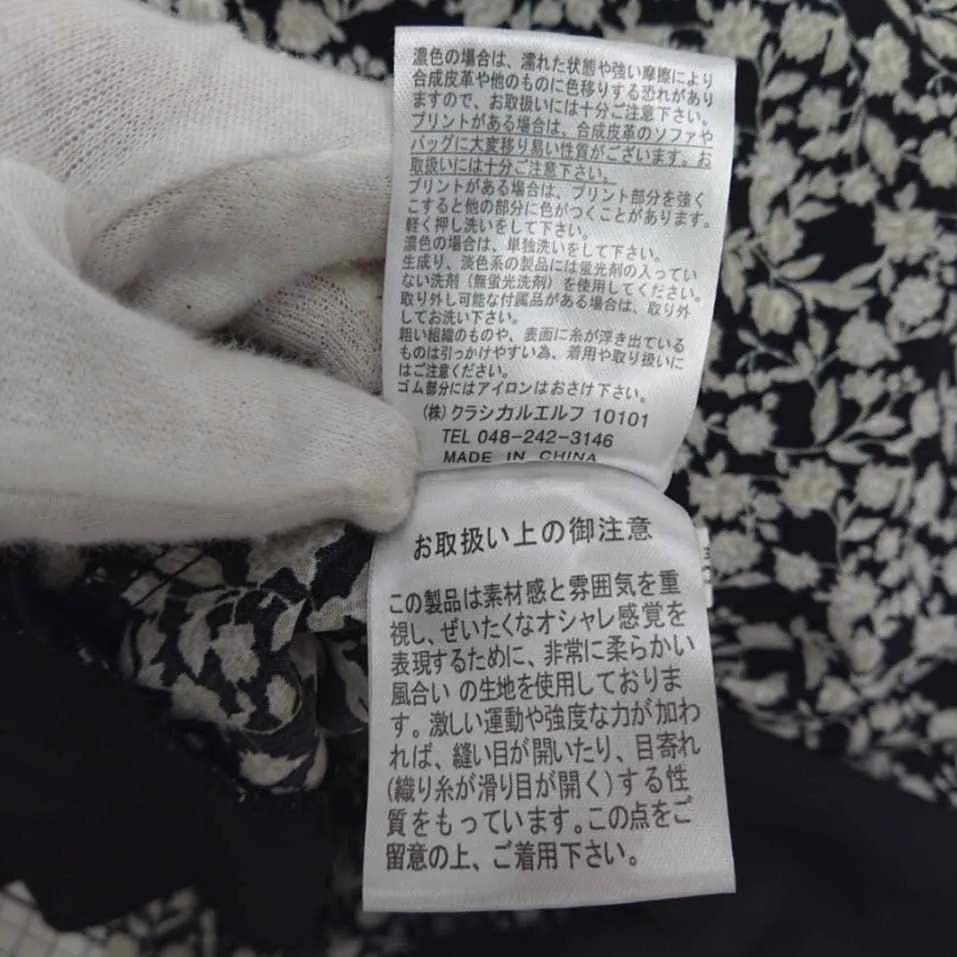 濃色の場合は、濡れた状態や強い摩擦により
合成皮革や他のものに色移りする恐れがあり
ますので、お取扱いには十分ご注意下さい。
プリントがある場合は、合成皮革のソファや
バッグに大変移り易い性質がございます。お
取扱いには十分ご注意下さい。
プリントがある場合は、プリント部分を強く
こすると他の部分に色がつくことがあります。
軽く押し洗いをして下さい。
濃色の場合は、単独洗いをして下さい。
生成り、淡色系の製品には蛍光剤の入ってい
ない洗剤（無蛍光洗剤）を使用してください。
取り外し可能な付属品がある場合は、取り外
してお洗い下さい。
粗い組織のものや、表面に糸が浮き出ている
ものは引っかけやすい為、着用や取り扱いに
はご注意ください。
ゴム部分にはアイロンはおさけ下さい。
（株）クラシカルエルフ 10101
TEL 048-242-3146
MADE IN CHINA
お取扱い上の御注意
この製品は素材感と雰囲気を重
視し、ぜいたくなオシャレ感覚を
表現するために、非常に柔らかい
風合い の生地を使用しておりま
す。激しい運動や強度な力が加わ
れば、縫い目が開いたり、目寄れ
(織り糸が滑り目が開く)する性
質をもっています。この点をご
留意の上、ご着用下さい。